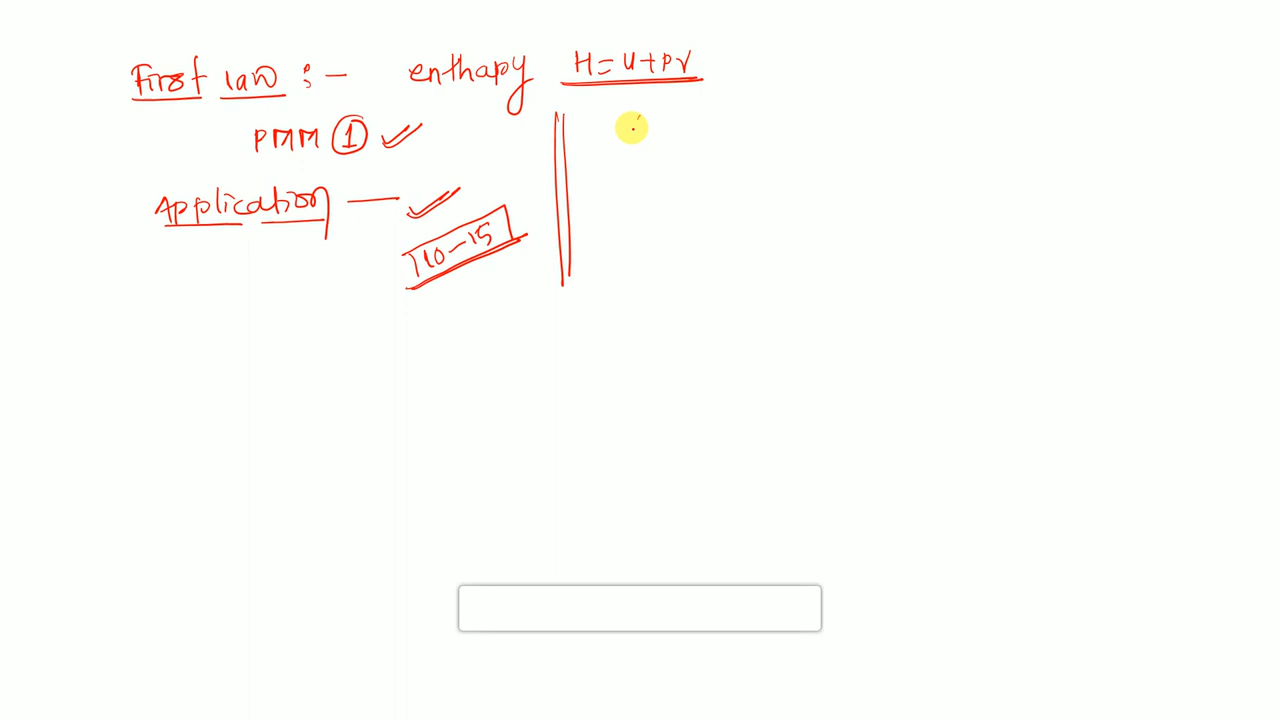 First law :- enthapy H=U+PV
PMM 1
Application —
10-15